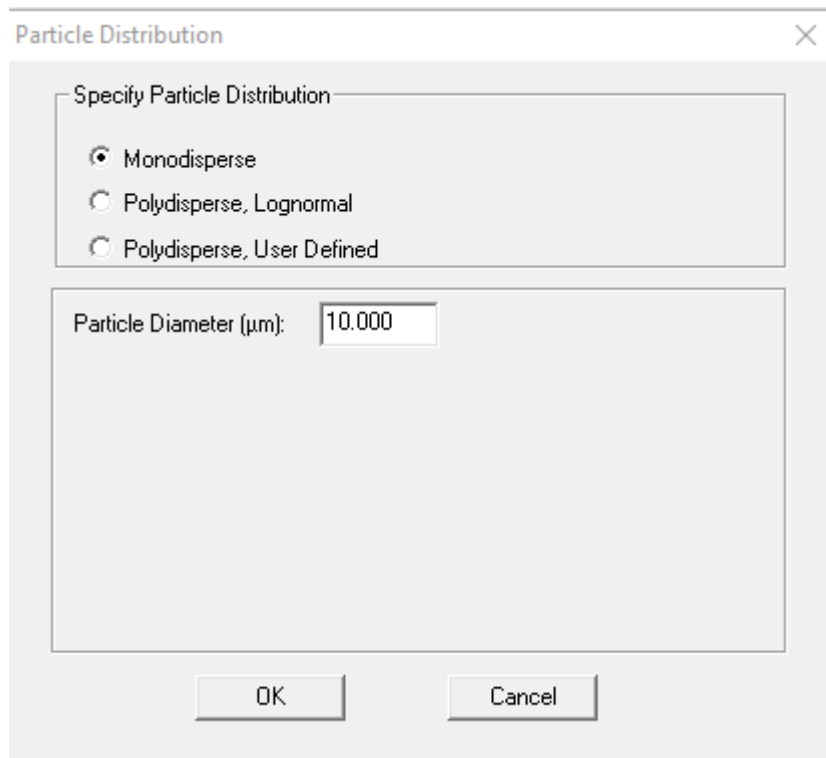 Particle Distribution
Specify Particle Distribution
Monodisperse
Polydisperse, Lognormal
Polydisperse, User Defined
Particle Diameter (µm): 10.000
OK Cancel